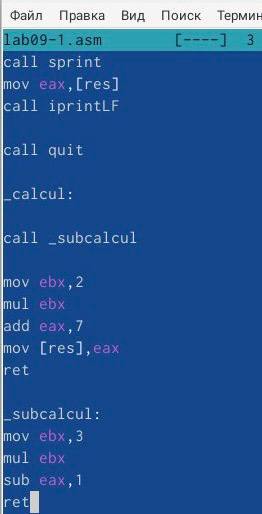 Файл Правка Вид Поиск Термин
lab09-1.asm [----] 3
call sprint
mov eax,[res]
call iprintLF
call quit
_calcul:
call _subcalcul
mov ebx,2
mul ebx
add eax,7
mov [res],eax
ret
_subcalcul:
mov ebx,3
mul ebx
sub eax,1
ret